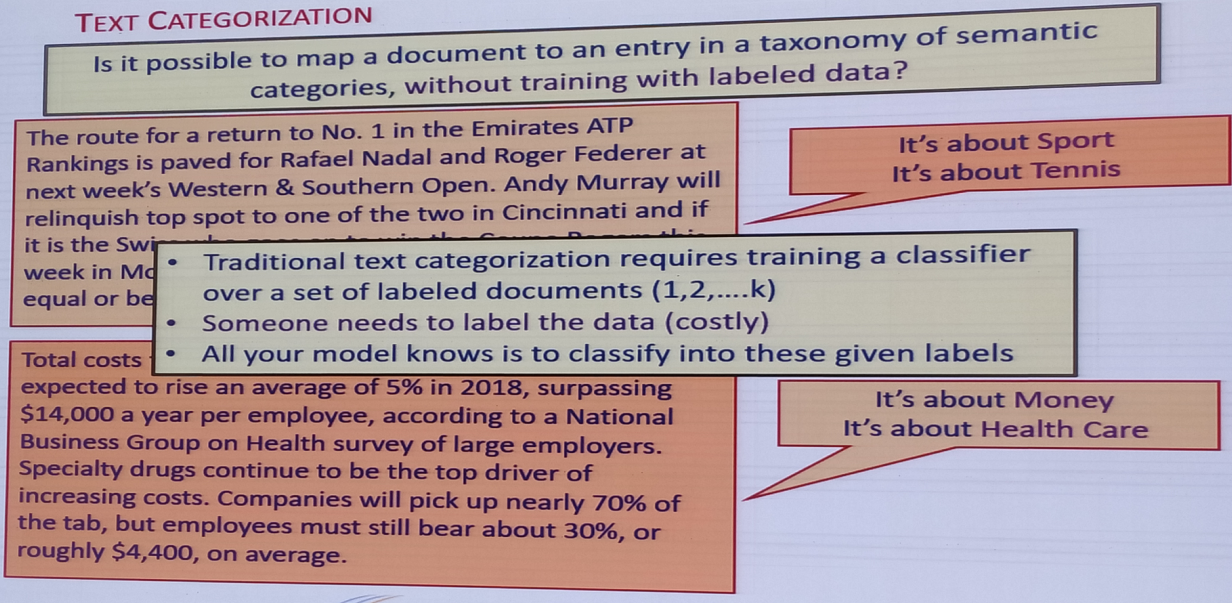 TEXT CATEGORIZATION
Is it possible to map a document to an entry in a taxonomy of semantic
categories, without training with labeled data?
The route for a return to No. 1 in the Emirates ATP
Rankings is paved for Rafael Nadal and Roger Federer at
next week's Western & Southern Open. Andy Murray will
relinquish top spot to one of the two in Cincinnati and if
it is the
week in
equal or be
It's about Sport
It's about Tennis
• Traditional text categorization requires training a classifier
over a set of labeled documents (1,2,....k)
• Someone needs to label the data (costly)
• All your model knows is to classify into these given labels
Total costs
expected to rise an average of 5% in 2018, surpassing
$14,000 a year per employee, according to a National
Business Group on Health survey of large employers.
Specialty drugs continue to be the top driver of
increasing costs. Companies will pick up nearly 70% of
the tab, but employees must still bear about 30%, or
roughly $4,400, on average.
It's about Money
It's about Health Care